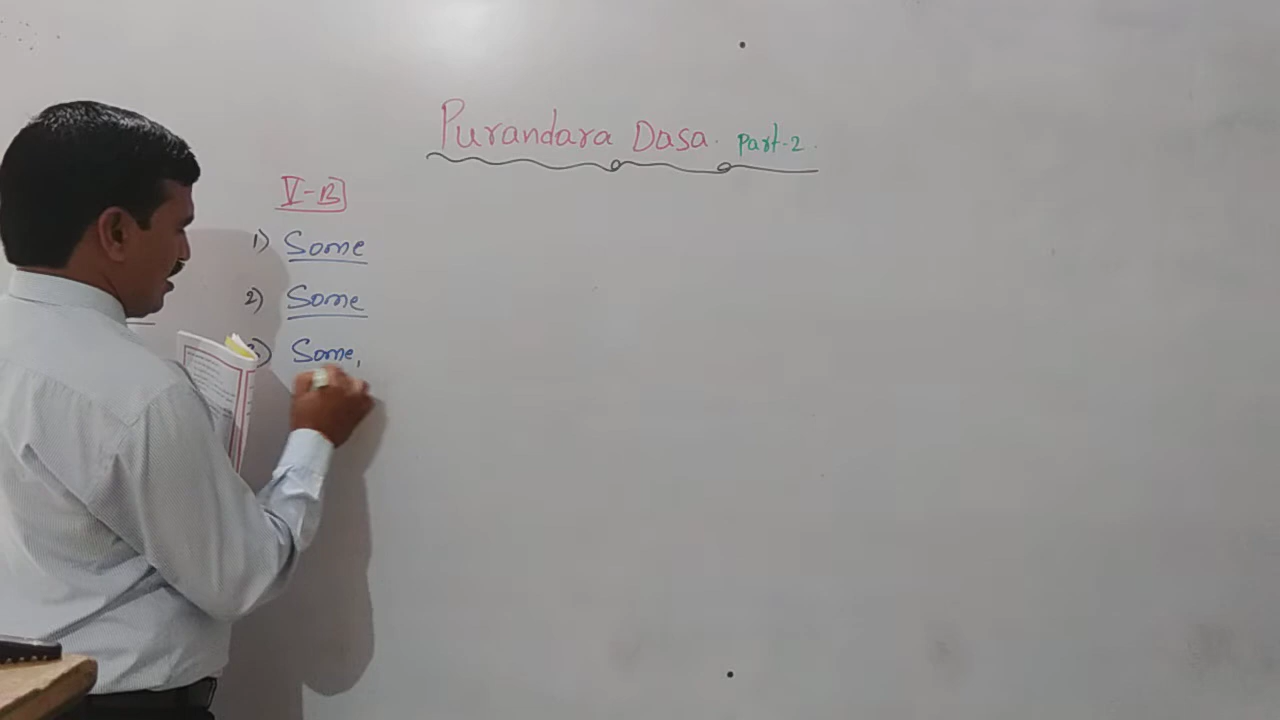 Purandara Dasa. Part-2.
V-B]
1) Some
2) Some
Some,